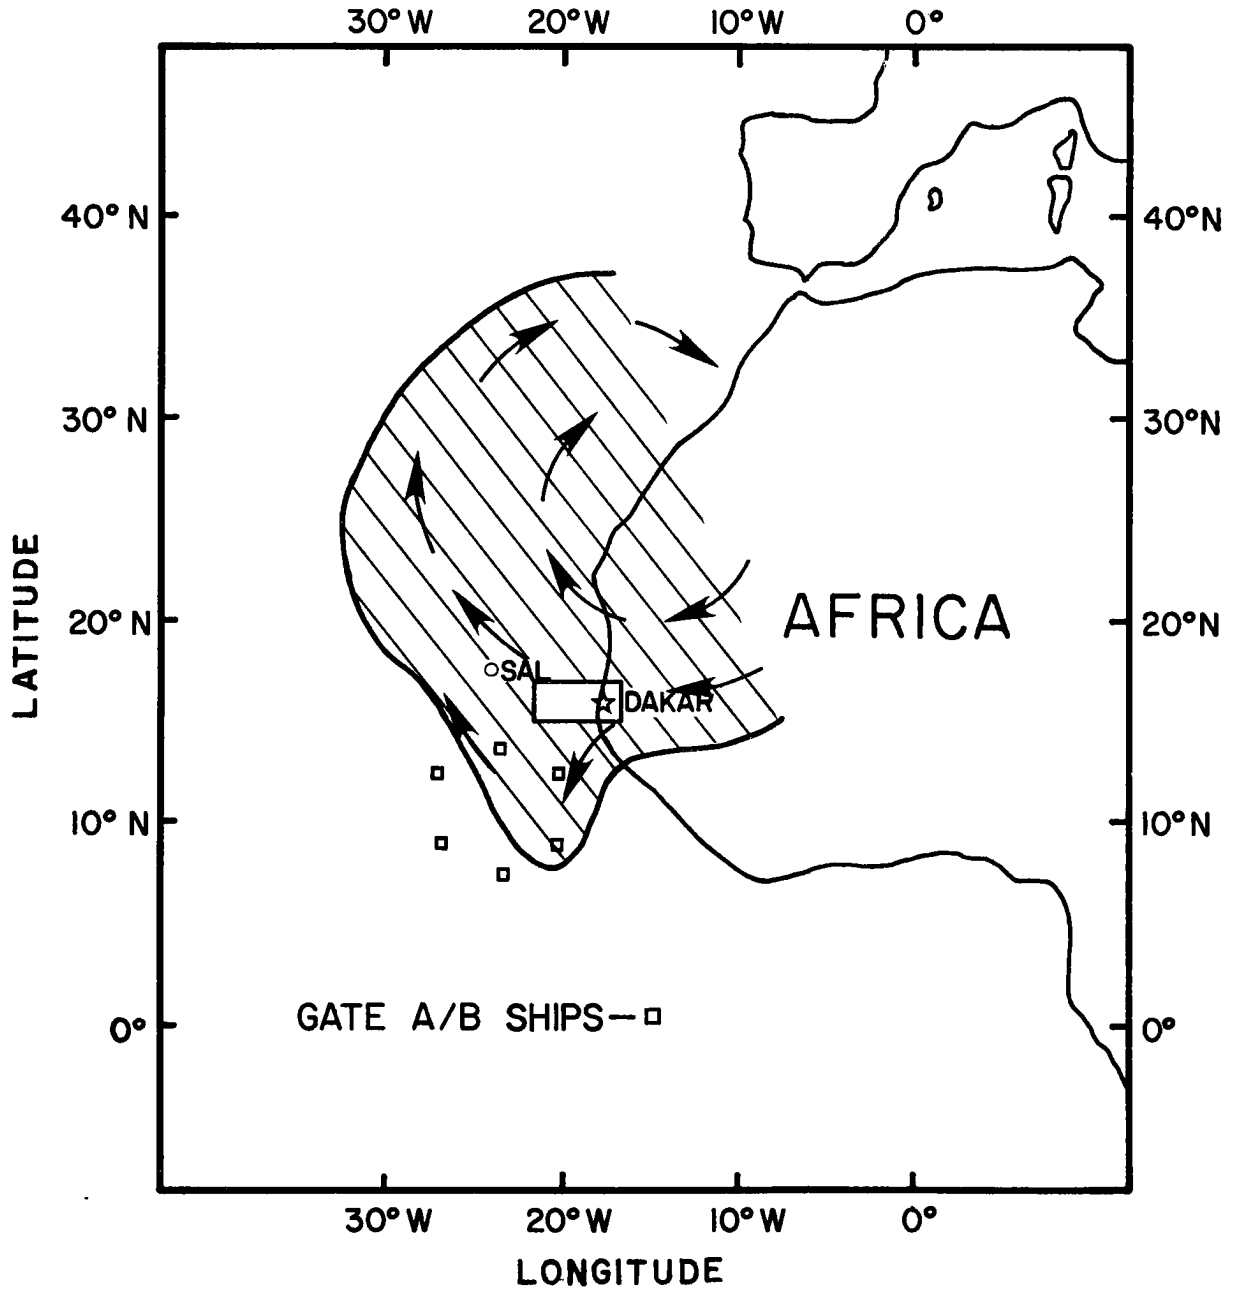 30° W 20° W 10° W 0°
40° N 40° N
30° N 30° N
LATITUDE
20° N AFRICA 20° N
SAL
DAKAR
10° N 10° N
GATE A/B SHIPS—
0° 0°
30° W 20° W 10° W 0°
LONGITUDE